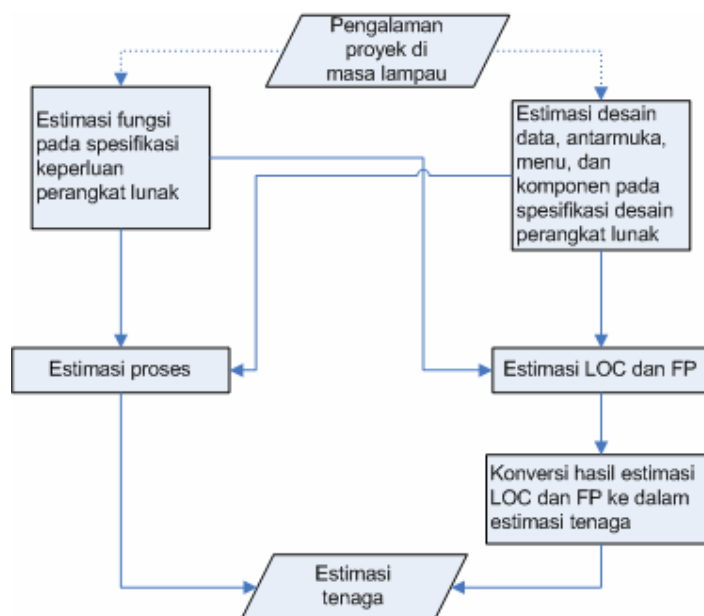 Pengalaman
proyek di
masa lampau
Estimasi fungsi
pada spesifikasi
keperluan
perangkat lunak
Estimasi desain
data, antarmuka,
menu, dan
komponen pada
spesifikasi desain
perangkat lunak
Estimasi proses
Estimasi LOC dan FP
Konversi hasil estimasi
LOC dan FP ke dalam
estimasi tenaga
Estimasi
tenaga